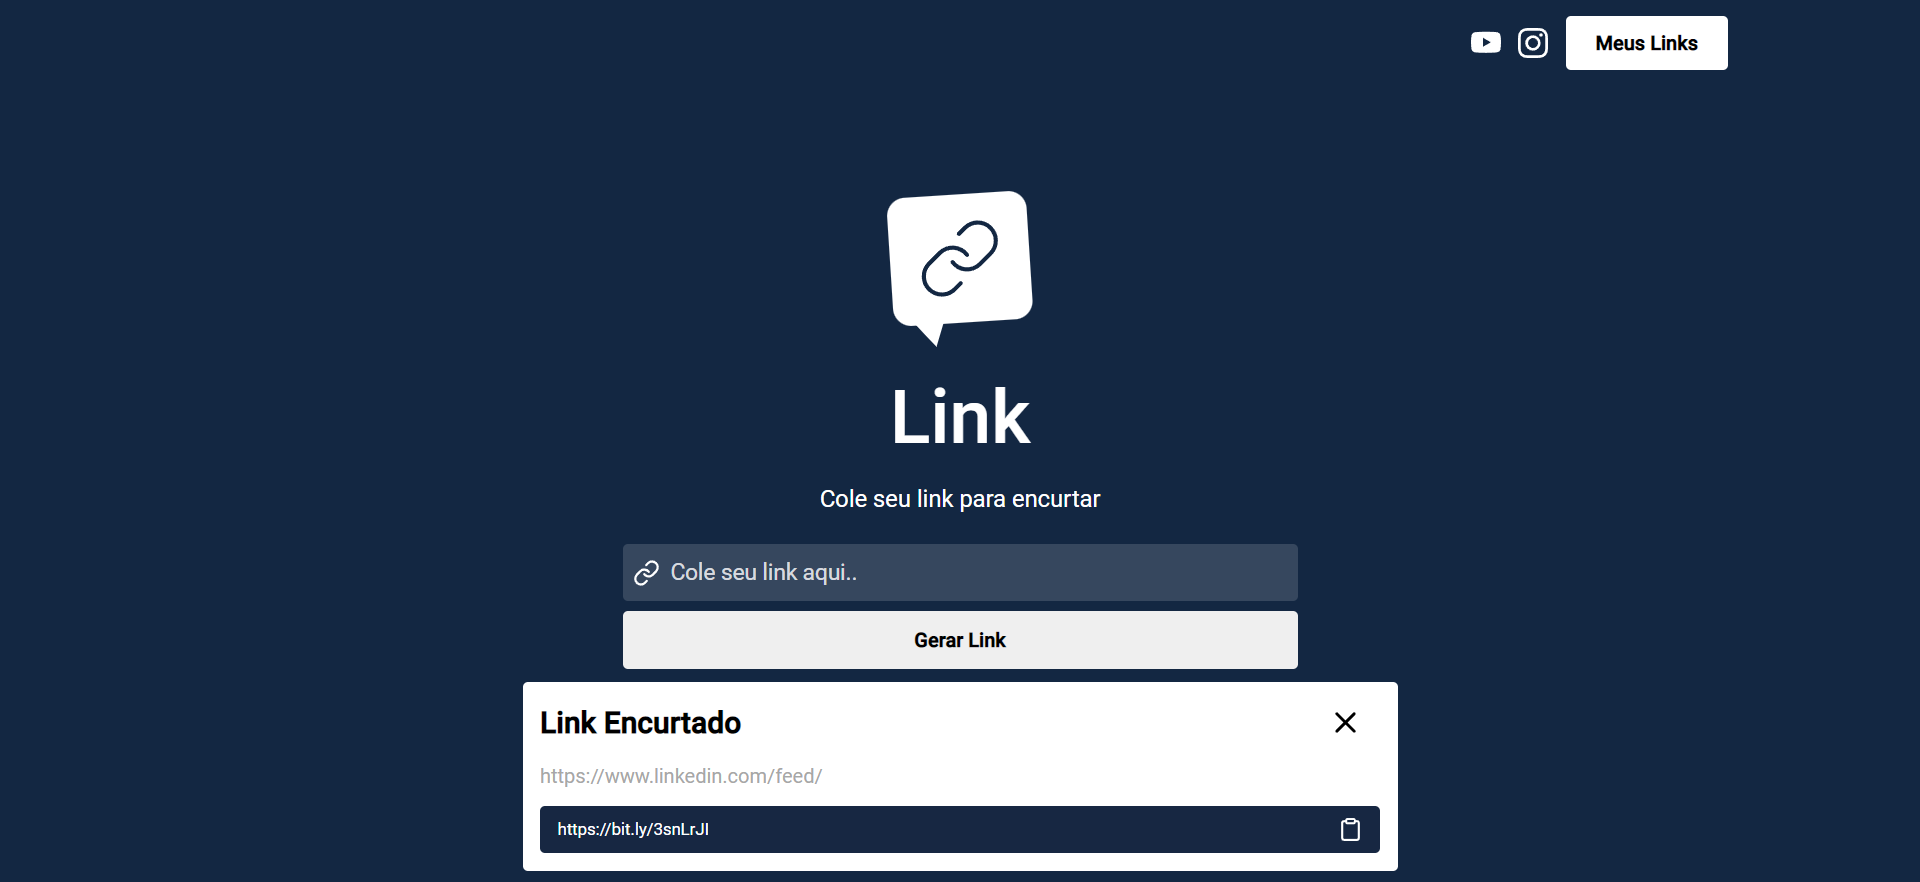 Meus Links
Link
Cole seu link para encurtar
Cole seu link aqui..
Gerar Link
Link Encurtado
https://www.linkedin.com/feed/
https://bit.ly/3snLrJI